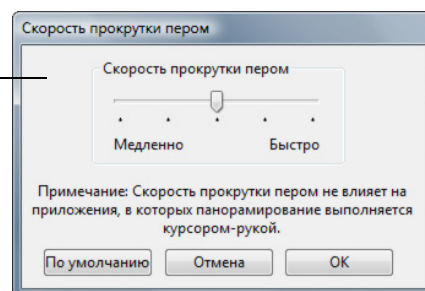 Скорость прокрутки пером
Скорость прокрутки пером
Медленно Быстро
Примечание: Скорость прокрутки пером не влияет на
приложения, в которых панорамирование выполняется
курсором-рукой.
По умолчанию Отмена OK